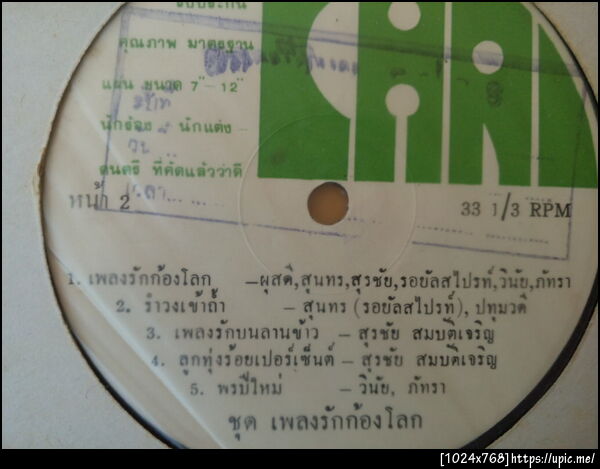 รับประกัน
คุณภาพ มาตรฐาน
แผ่น ขนาด 7" - 12"
นักร้อง - นักแต่ง -
ดนตรี ที่คัดแล้วว่าดี
หน้า 2
33 1/3 RPM
1. เพลงรักก้องโลก - ผุสดี,สุนทร,สุรชัย,รอยัลสไปรท์,วินัย,ภัทรา
2. รำวงเข้าถ้ำ - สุนทร (รอยัลสไปรท์), ปทุมวดี
3. เพลงรักบนลานข้าว - สุรชัย สมบัติเจริญ
4. ลูกทุ่งร้อยเปอร์เซ็นต์ - สุรชัย สมบัติเจริญ
5. พรปีใหม่ - วินัย, ภัทรา
ชุด เพลงรักก้องโลก
[1024x768]https://upic.me/